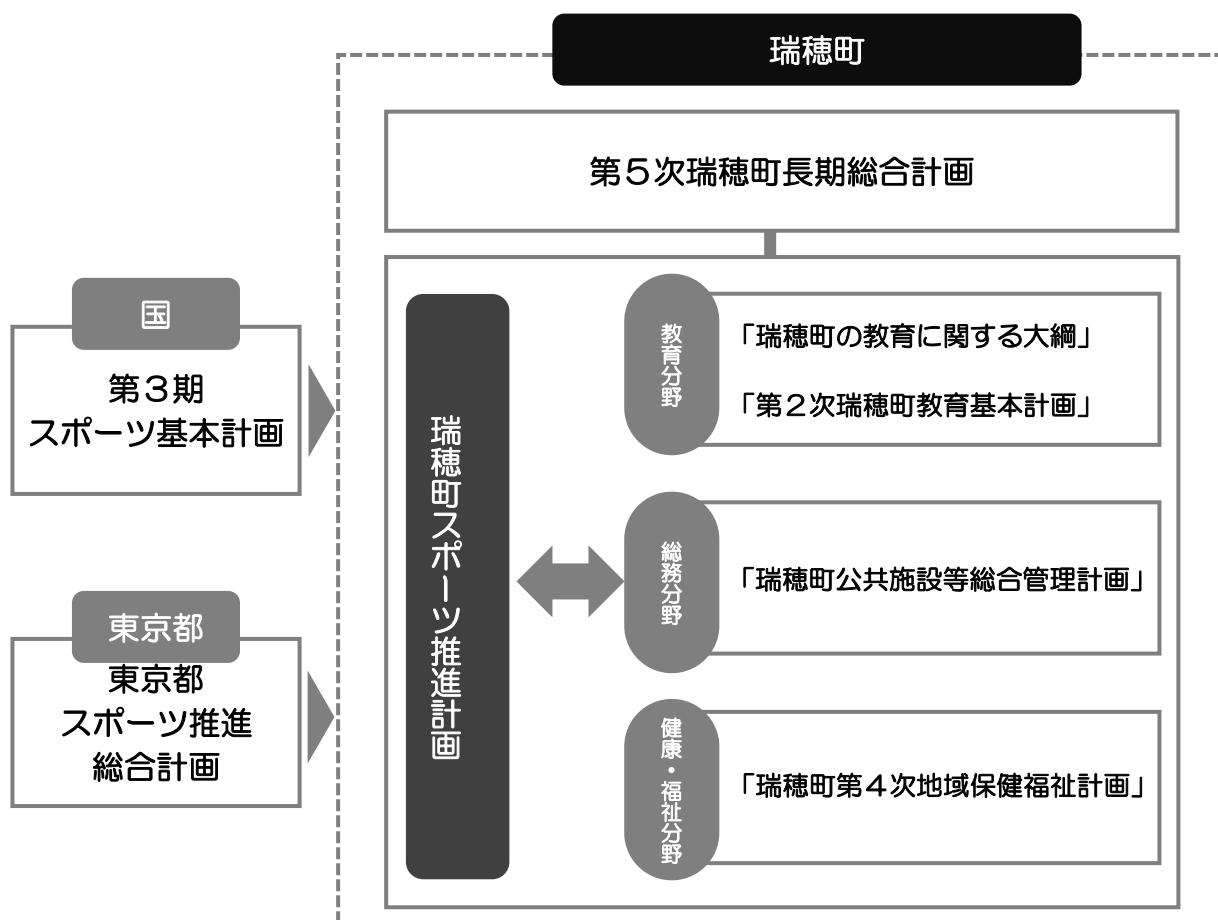 瑞穂町
第５次瑞穂町長期総合計画
国
第３期
スポーツ基本計画
東京都
東京都
スポーツ推進
総合計画
瑞穂町スポーツ推進計画
教育分野
「瑞穂町の教育に関する大綱」
「第２次瑞穂町教育基本計画」
総務分野
「瑞穂町公共施設等総合管理計画」
健康・福祉分野
「瑞穂町第４次地域保健福祉計画」